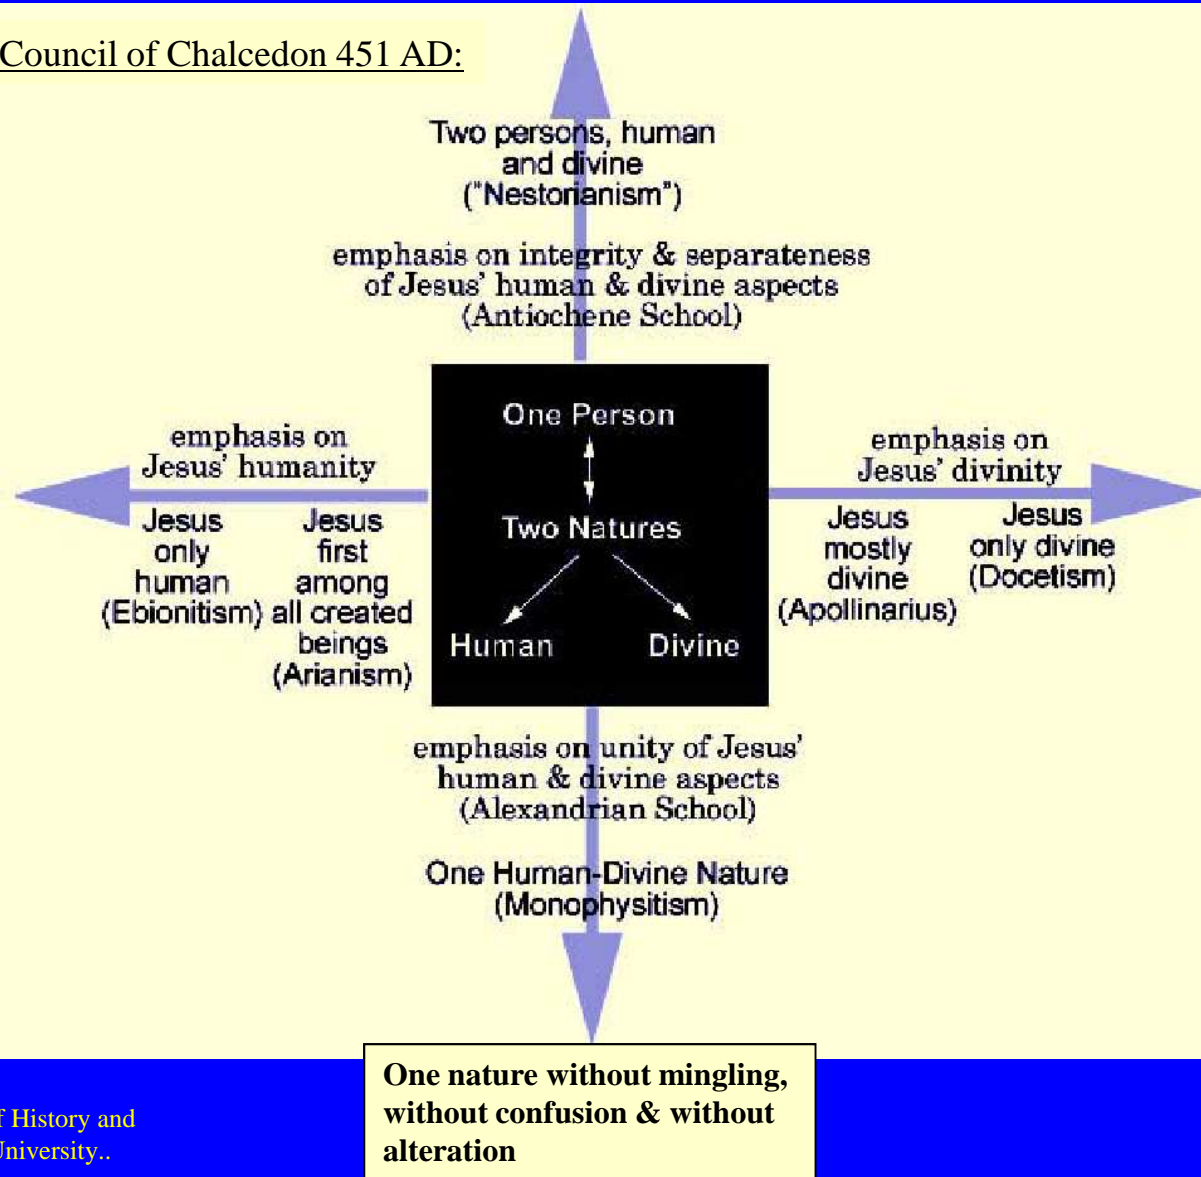 Council of Chalcedon 451 AD:
Two persons, human
and divine
("Nestorianism")
emphasis on integrity & separateness
of Jesus' human & divine aspects
(Antiochene School)
One Person
Two Natures
Human
Divine
emphasis on
Jesus' humanity
Jesus
only
human
(Ebionitism)
Jesus
first
among
all created
beings
(Arianism)
emphasis on
Jesus' divinity
Jesus
mostly
divine
(Apollinarius)
Jesus
only divine
(Docetism)
emphasis on unity of Jesus'
human & divine aspects
(Alexandrian School)
One Human-Divine Nature
(Monophysitism)
One nature without mingling,
without confusion & without
alteration
History and
University..